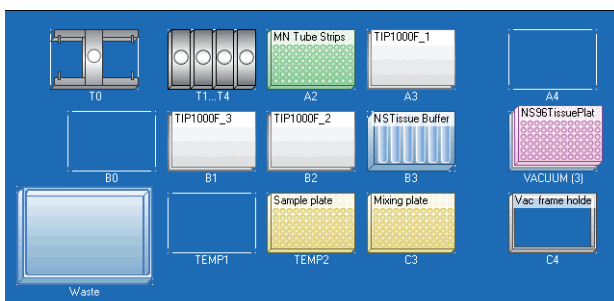 MN Tube Strips TIP1000F_1
T0 T1...T4 A2 A3 A4
TIP1000F_3 TIP1000F_2 NSTissue Buffer NS96TissuePlat
B0 B1 B2 B3 VACUUM (3)
Sample plate Mixing plate Vac frame holde
TEMP1 TEMP2 C3 C4
Waste